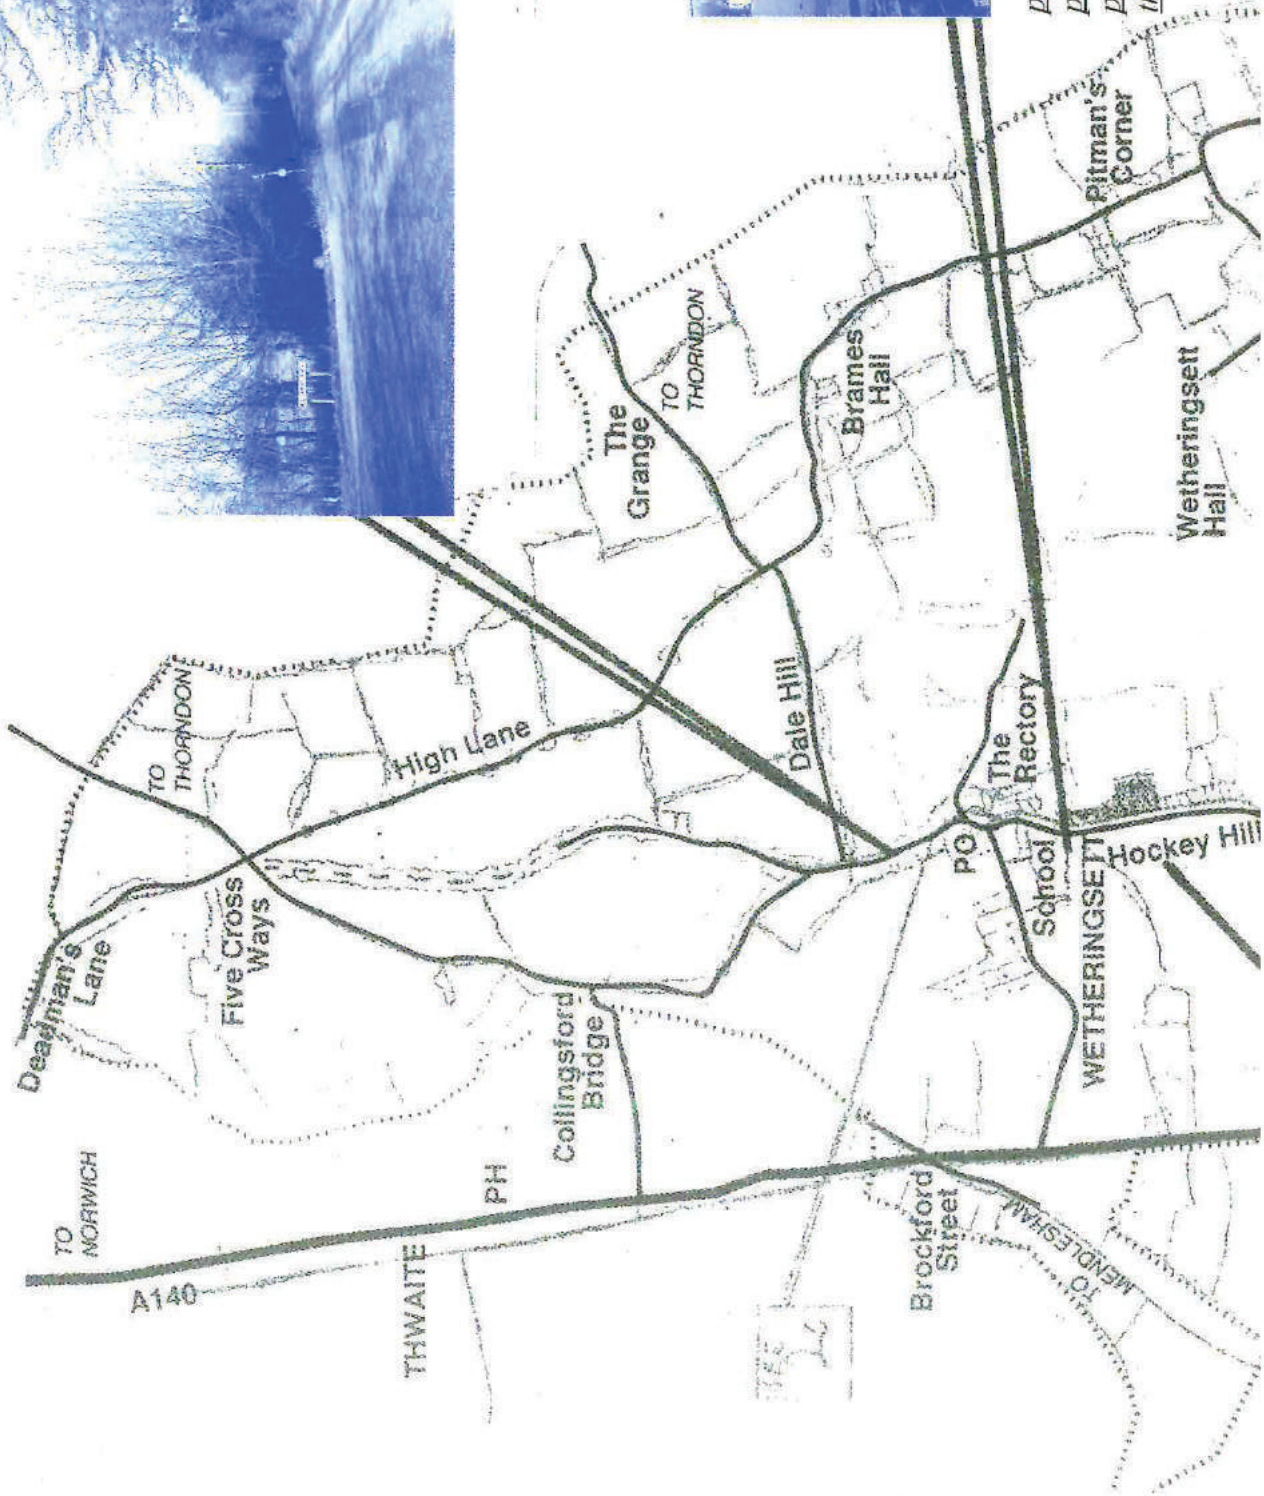 Deadman's
Lane
TO
THORNDON
Five Cross
Ways
High Lane
TO
NORWICH
A140
THWAITE
PH
Collingsford
Bridge
The
Grange
TO
THORNDON
Brames
Hall
Pitman's
Corner
Dale Hill
PO
The
Rectory
School
WETHERINGSETT
Hockey Hill
Wetheringsett
Hall
Brockford
Street
TO
MENDLESHAM